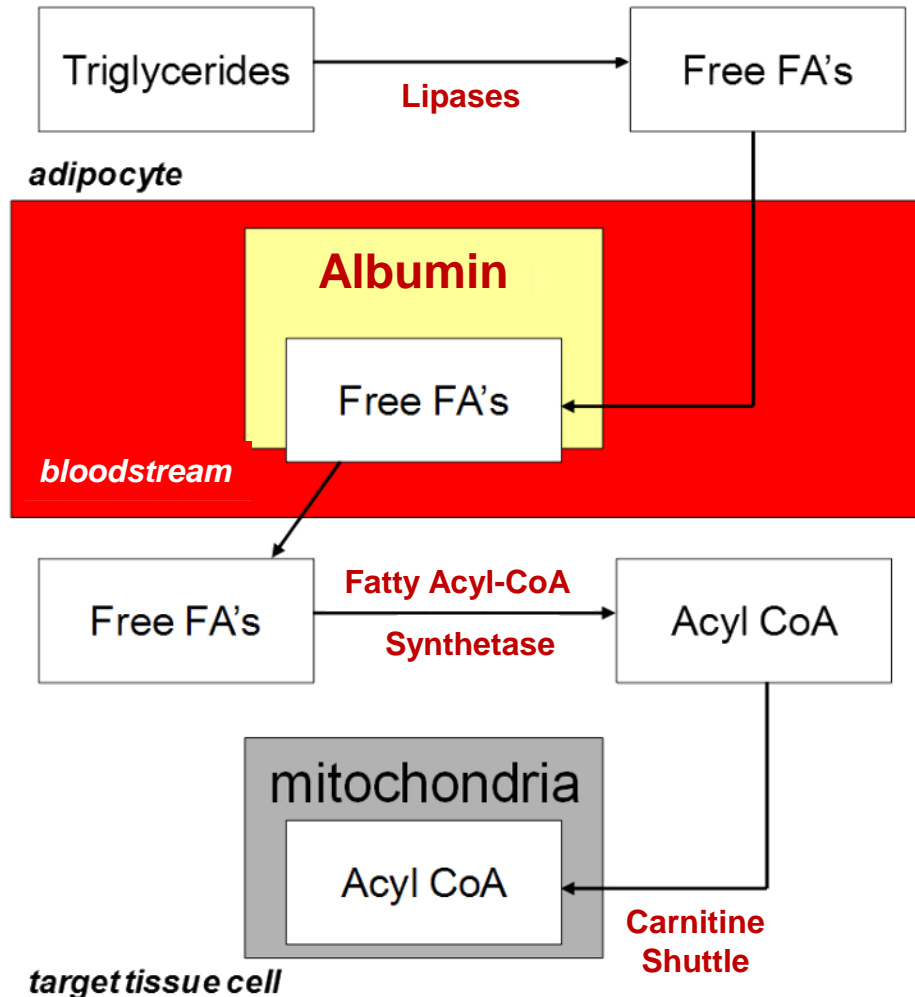 Triglycerides
Lipases
Free FA's
adipocyte
Albumin
Free FA's
bloodstream
Free FA's
Fatty Acyl-CoA
Synthetase
Acyl CoA
mitochondria
Acyl CoA
Carnitine
Shuttle
target tissue cell